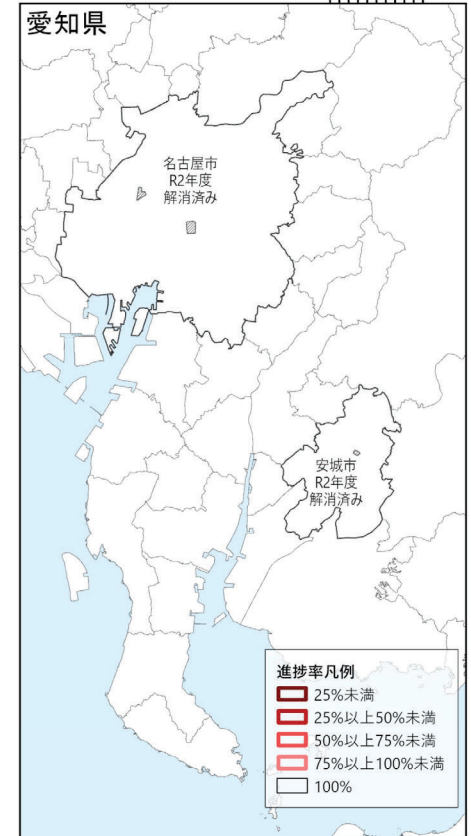 愛知県
名古屋市
R2年度
解消済み
安城市
R2年度
解消済み
進捗率凡例
25%未満
25%以上50%未満
50%以上75%未満
75%以上100%未満
100%